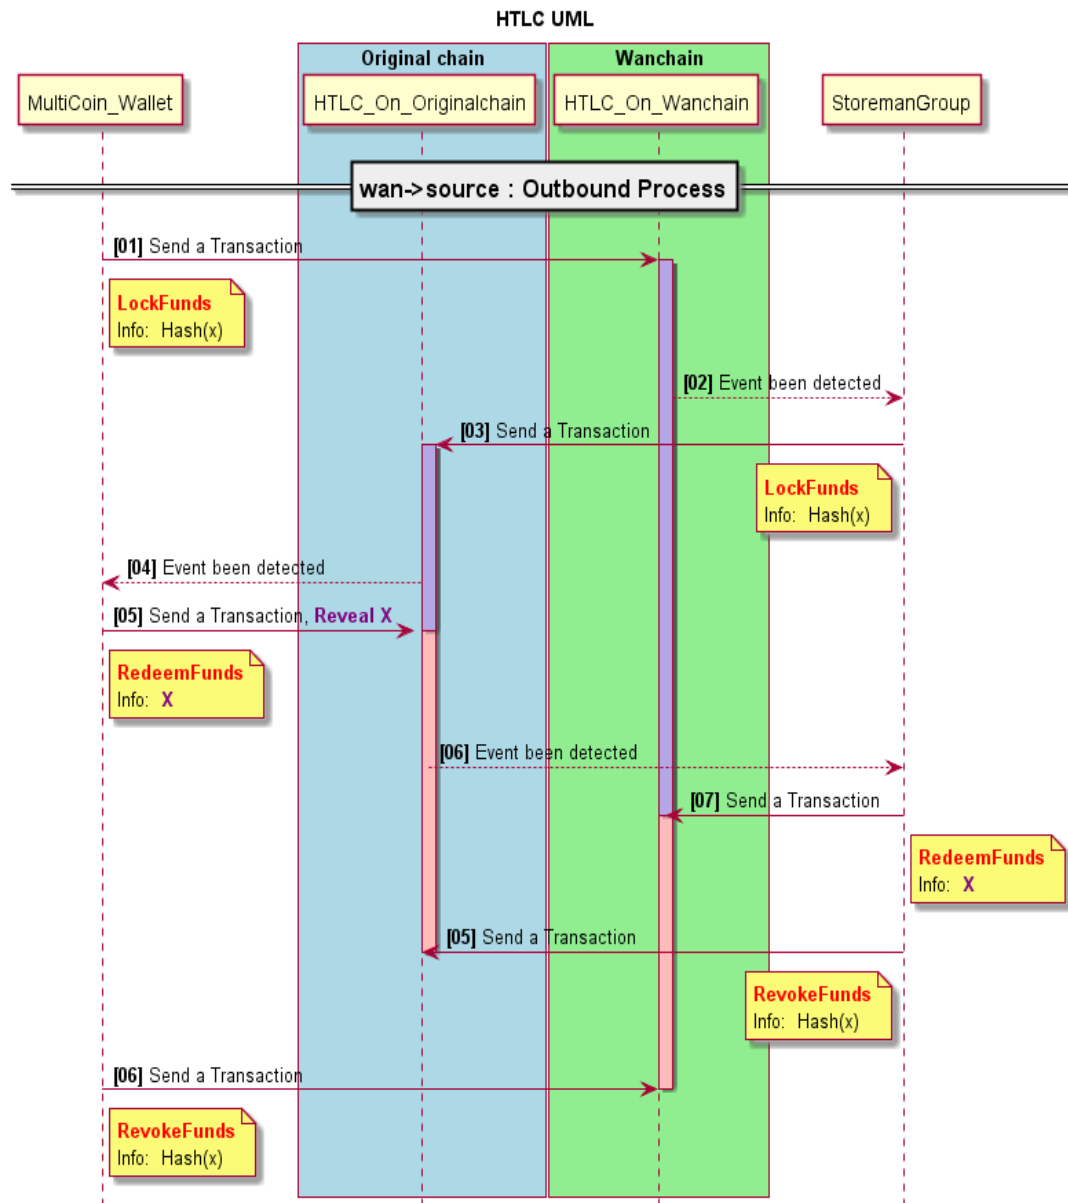 HTLC UML
Original chain
Wanchain
MultiCoin_Wallet
HTLC_On_Originalchain
HTLC_On_Wanchain
StoremanGroup
wan->source : Outbound Process
[01] Send a Transaction
LockFunds
Info: Hash(x)
[02] Event been detected
[03] Send a Transaction
LockFunds
Info: Hash(x)
[04] Event been detected
[05] Send a Transaction, Reveal X
RedeemFunds
Info: X
[06] Event been detected
[07] Send a Transaction
RedeemFunds
Info: X
[05] Send a Transaction
RevokeFunds
Info: Hash(x)
[06] Send a Transaction
RevokeFunds
Info: Hash(x)